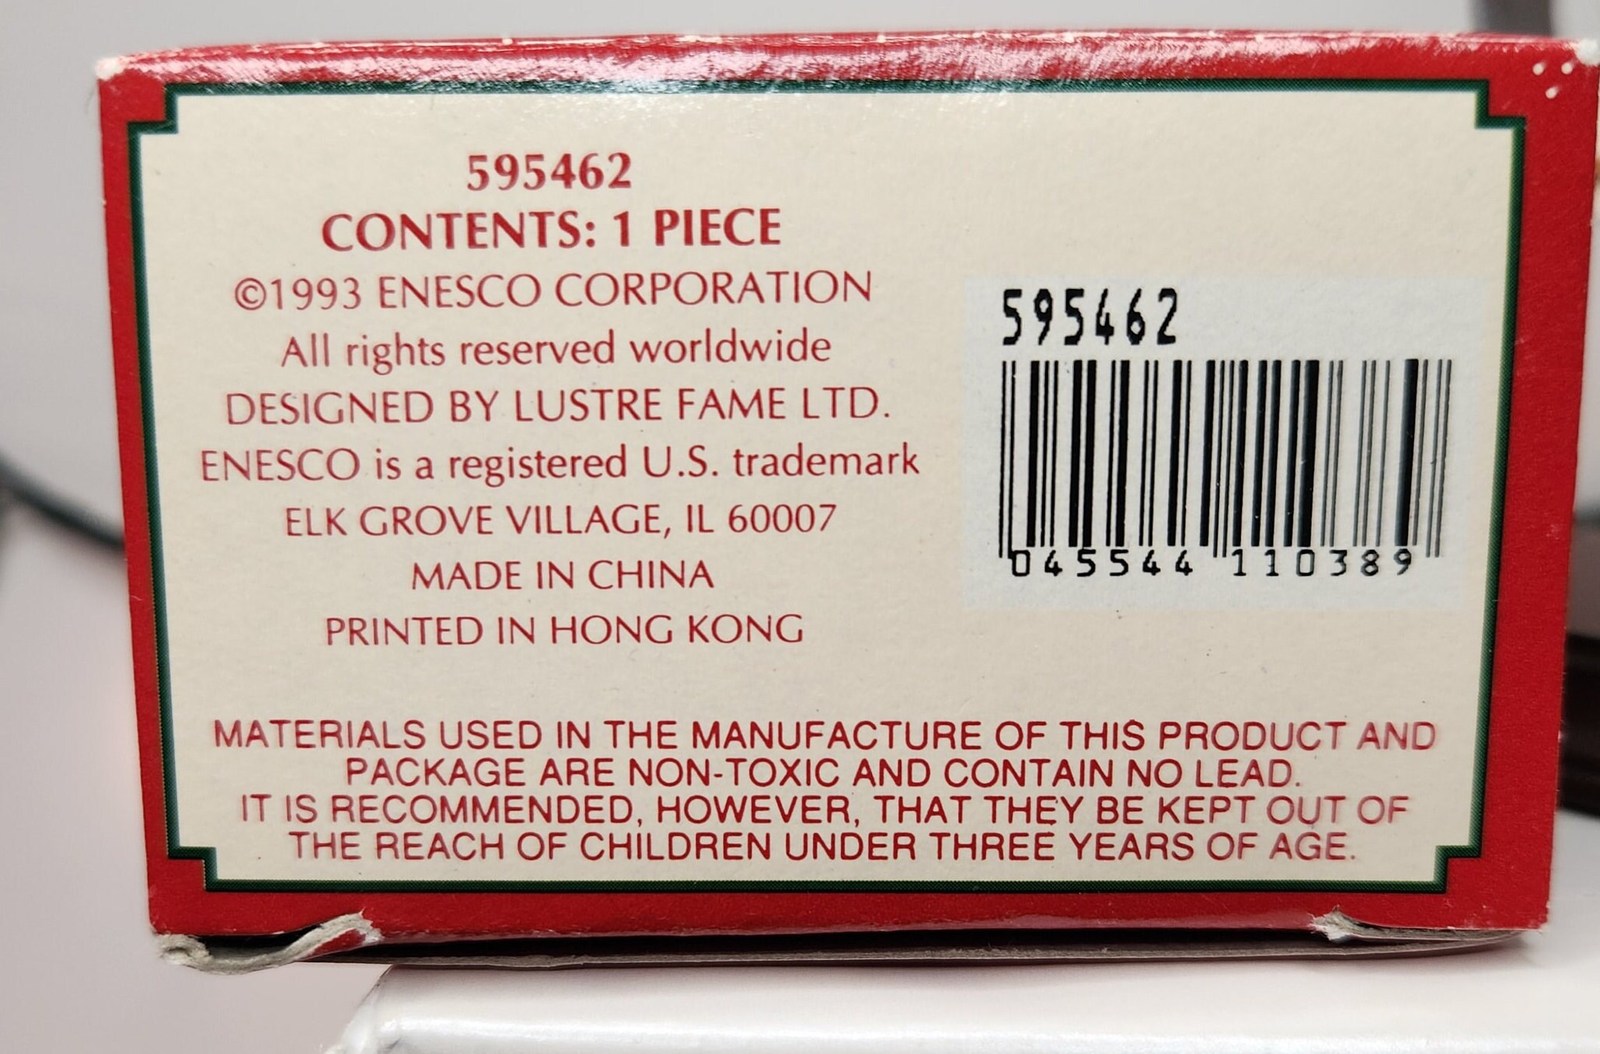 595462
CONTENTS: 1 PIECE
©1993 ENESCO CORPORATION
All rights reserved worldwide
DESIGNED BY LUSTRE FAME LTD.
ENESCO is a registered U.S. trademark
ELK GROVE VILLAGE, IL 60007
MADE IN CHINA
PRINTED IN HONG KONG
595462
045544 110389
MATERIALS USED IN THE MANUFACTURE OF THIS PRODUCT AND
PACKAGE ARE NON-TOXIC AND CONTAIN NO LEAD.
IT IS RECOMMENDED, HOWEVER, THAT THEY BE KEPT OUT OF
THE REACH OF CHILDREN UNDER THREE YEARS OF AGE.